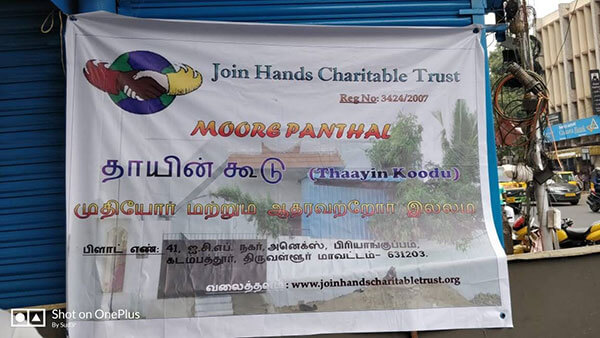 Join Hands Charitable Trust
Reg No: 3424/2007
MOORE PANTHAL
தாயின் கூடு (Thaayin Koodu)
முதியோர் மற்றும் ஆதரவற்றோர் இல்லம்
பிளாட் எண்: 41, ஐ.சி.எப். நகர், அனெக்ஸ், பிரியாங்குப்பம்,
கடம்பத்தூர், திருவள்ளூர் மாவட்டம்- 631203.
வலைத்தளம் : www.joinhandscharitabletrust.org
Shot on OnePlus